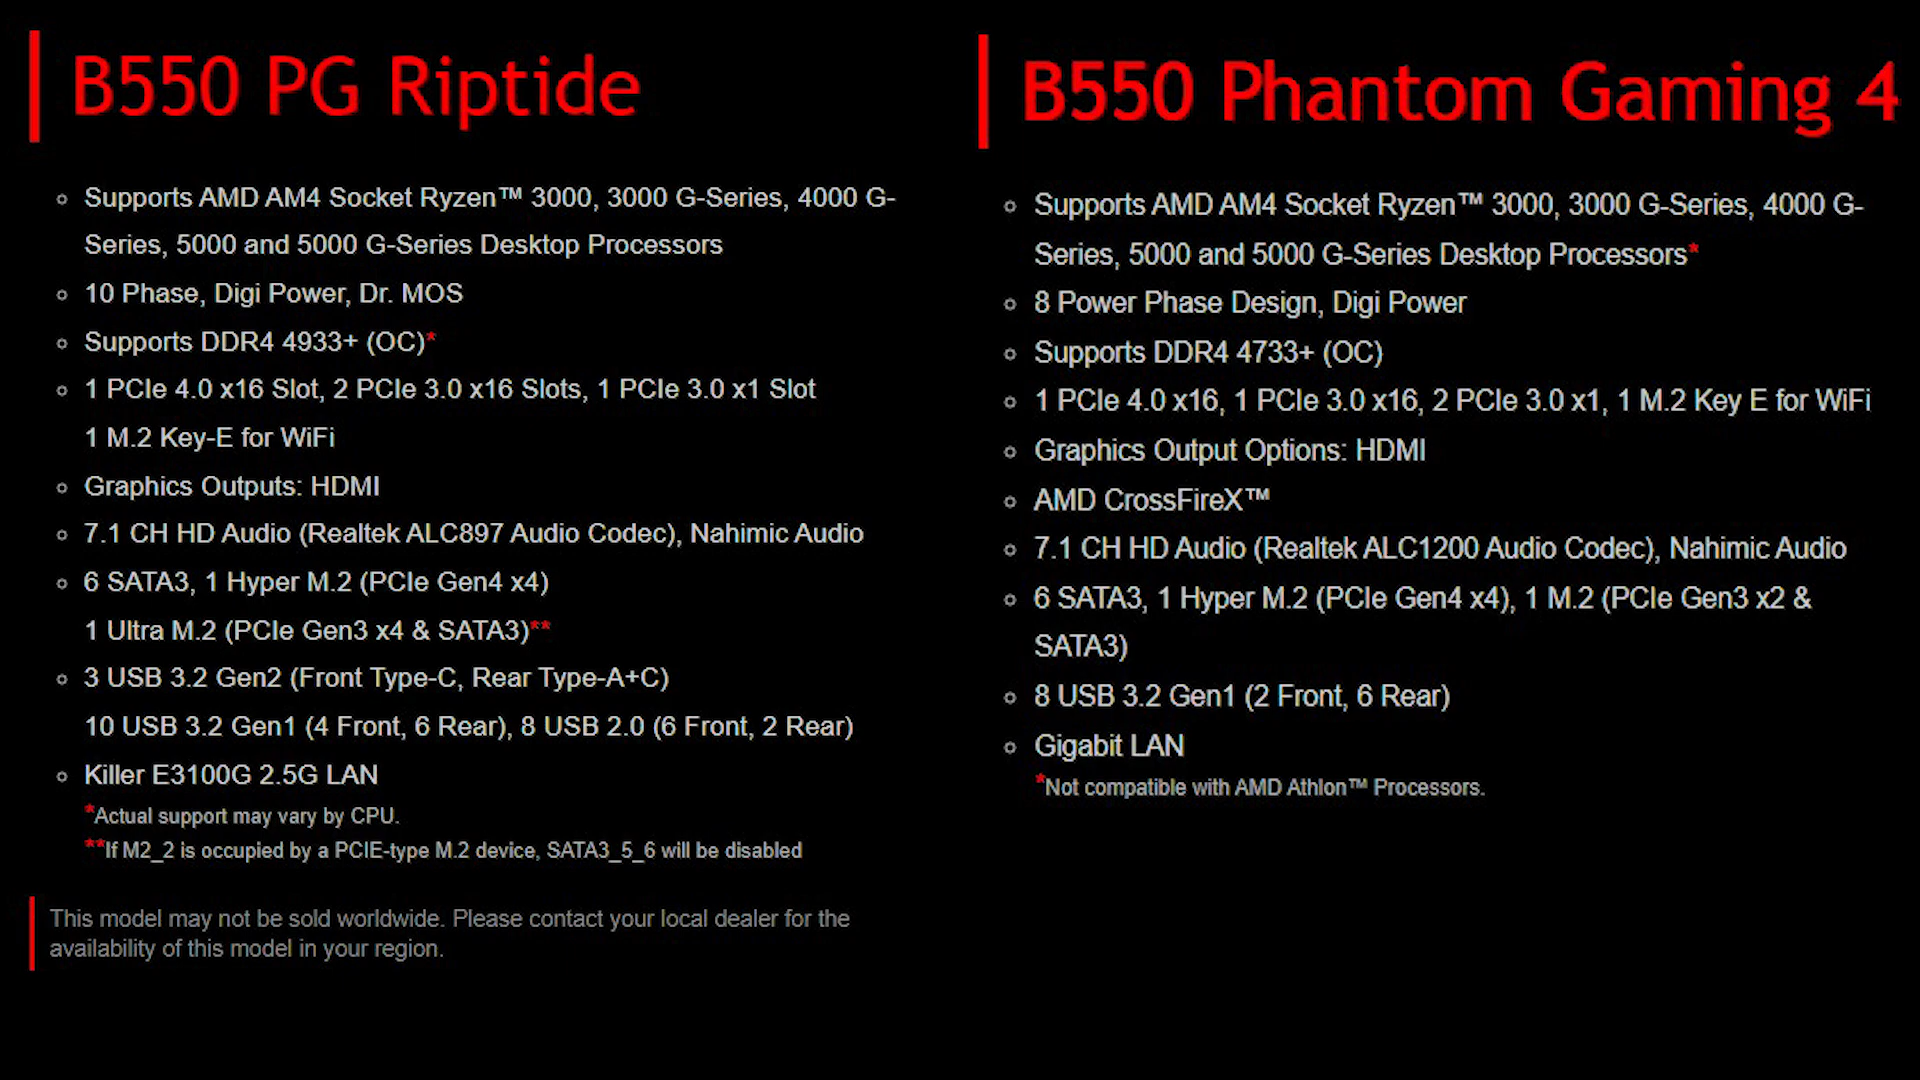 B550 PG Riptide
Supports AMD AM4 Socket Ryzen™ 3000, 3000 G-Series, 4000 G-
Series, 5000 and 5000 G-Series Desktop Processors
10 Phase, Digi Power, Dr. MOS
Supports DDR4 4933+ (OC)*
1 PCIe 4.0 x16 Slot, 2 PCIe 3.0 x16 Slots, 1 PCIe 3.0 x1 Slot
1 M.2 Key-E for WiFi
Graphics Outputs: HDMI
7.1 CH HD Audio (Realtek ALC897 Audio Codec), Nahimic Audio
6 SATA3, 1 Hyper M.2 (PCIe Gen4 x4)
1 Ultra M.2 (PCIe Gen3 x4 & SATA3)**
3 USB 3.2 Gen2 (Front Type-C, Rear Type-A+C)
10 USB 3.2 Gen1 (4 Front, 6 Rear), 8 USB 2.0 (6 Front, 2 Rear)
Killer E3100G 2.5G LAN
*Actual support may vary by CPU.
**If M2_2 is occupied by a PCIE-type M.2 device, SATA3_5_6 will be disabled
This model may not be sold worldwide. Please contact your local dealer for the
availability of this model in your region.
B550 Phantom Gaming 4
Supports AMD AM4 Socket Ryzen™ 3000, 3000 G-Series, 4000 G-
Series, 5000 and 5000 G-Series Desktop Processors*
8 Power Phase Design, Digi Power
Supports DDR4 4733+ (OC)
1 PCIe 4.0 x16, 1 PCIe 3.0 x16, 2 PCIe 3.0 x1, 1 M.2 Key E for WiFi
Graphics Output Options: HDMI
AMD CrossFireX™
7.1 CH HD Audio (Realtek ALC1200 Audio Codec), Nahimic Audio
6 SATA3, 1 Hyper M.2 (PCIe Gen4 x4), 1 M.2 (PCIe Gen3 x2 &
SATA3)
8 USB 3.2 Gen1 (2 Front, 6 Rear)
Gigabit LAN
*Not compatible with AMD Athlon™ Processors.